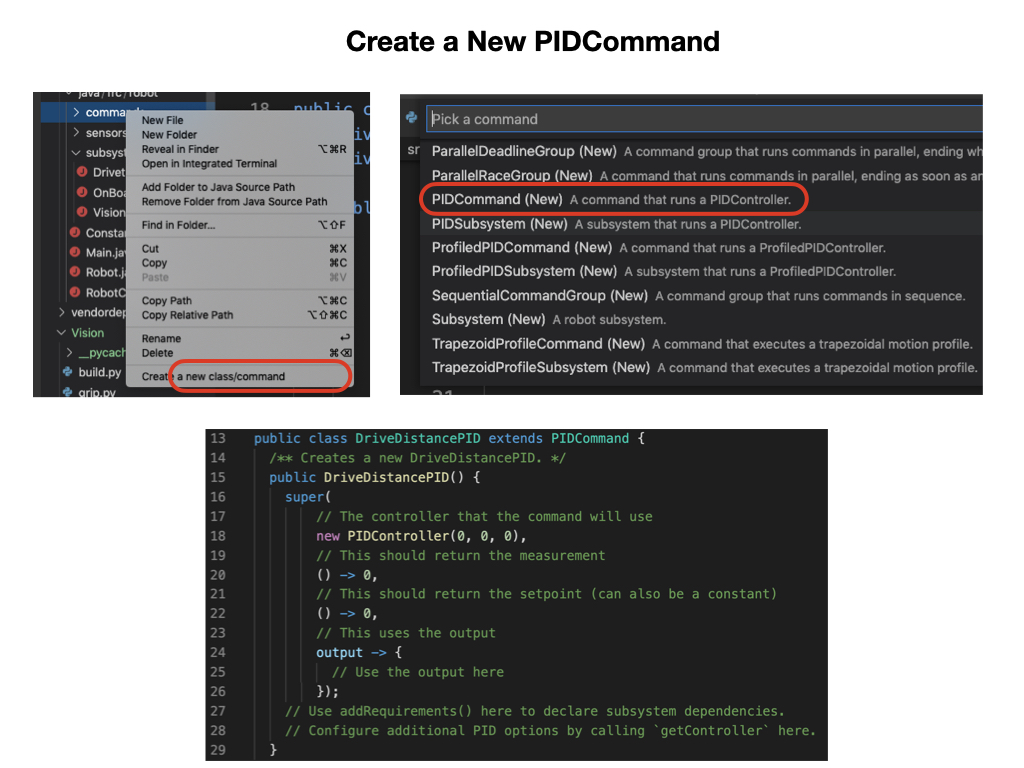 Create a New PIDCommand
java/frc/robot
comman
sensors
subsyst
Drivet
OnBoa
Vision
Consta
Main.ja
Robot.ja
RobotC
vendordep
Vision
__pycach
build.py
grip.py
18 public c
New File
New Folder
Reveal in Finder ⌥⌘R
Open in Integrated Terminal
Add Folder to Java Source Path
Remove Folder from Java Source Path
Find in Folder... ⌥⇧F
Cut ⌘X
Copy ⌘C
Paste ⌘V
Copy Path ⌥⌘C
Copy Relative Path ⌥⇧⌘C
Rename ↩
Delete ⌘⌫
Create a new class/command
Pick a command
ParallelDeadlineGroup (New) A command group that runs commands in parallel, ending wh
ParallelRaceGroup (New) A command that runs commands in parallel, ending as soon as an
PIDCommand (New) A command that runs a PIDController.
PIDSubsystem (New) A subsystem that runs a PIDController.
ProfiledPIDCommand (New) A command that runs a ProfiledPIDController.
ProfiledPIDSubsystem (New) A subsystem that runs a ProfiledPIDController.
SequentialCommandGroup (New) A command group that runs commands in sequence.
Subsystem (New) A robot subsystem.
TrapezoidProfileCommand (New) A command that executes a trapezoidal motion profile.
TrapezoidProfileSubsystem (New) A command that executes a trapezoidal motion profile.
13 public class DriveDistancePID extends PIDCommand {
14 /** Creates a new DriveDistancePID. */
15 public DriveDistancePID() {
16 super(
17 // The controller that the command will use
18 new PIDController(0, 0, 0),
19 // This should return the measurement
20 () -> 0,
21 // This should return the setpoint (can also be a constant)
22 () -> 0,
23 // This uses the output
24 output -> {
25 // Use the output here
26 });
27 // Use addRequirements() here to declare subsystem dependencies.
28 // Configure additional PID options by calling `getController` here.
29 }